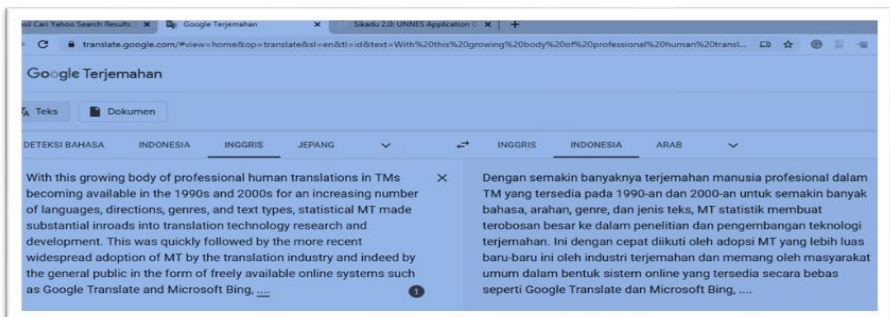 Cari Yahoo Search Results
Google Terjemahan
Sikadu 2.0: UNNES Application
translate.google.com/#view=home&op=translate&sl=en&tl=id&text=With%20this%20growing%20body%20of%20professional%20human%20transl...
Google Terjemahan
Teks
Dokumen
DETEKSI BAHASA INDONESIA INGGRIS JEPANG
INGGRIS INDONESIA ARAB
With this growing body of professional human translations in TMs
becoming available in the 1990s and 2000s for an increasing number
of languages, directions, genres, and text types, statistical MT made
substantial inroads into translation technology research and
development. This was quickly followed by the more recent
widespread adoption of MT by the translation industry and indeed by
the general public in the form of freely available online systems such
as Google Translate and Microsoft Bing, ....
1
Dengan semakin banyaknya terjemahan manusia profesional dalam
TM yang tersedia pada 1990-an dan 2000-an untuk semakin banyak
bahasa, arahan, genre, dan jenis teks, MT statistik membuat
terobosan besar ke dalam penelitian dan pengembangan teknologi
terjemahan. Ini dengan cepat diikuti oleh adopsi MT yang lebih luas
baru-baru ini oleh industri terjemahan dan memang oleh masyarakat
umum dalam bentuk sistem online yang tersedia secara bebas
seperti Google Translate dan Microsoft Bing, ....